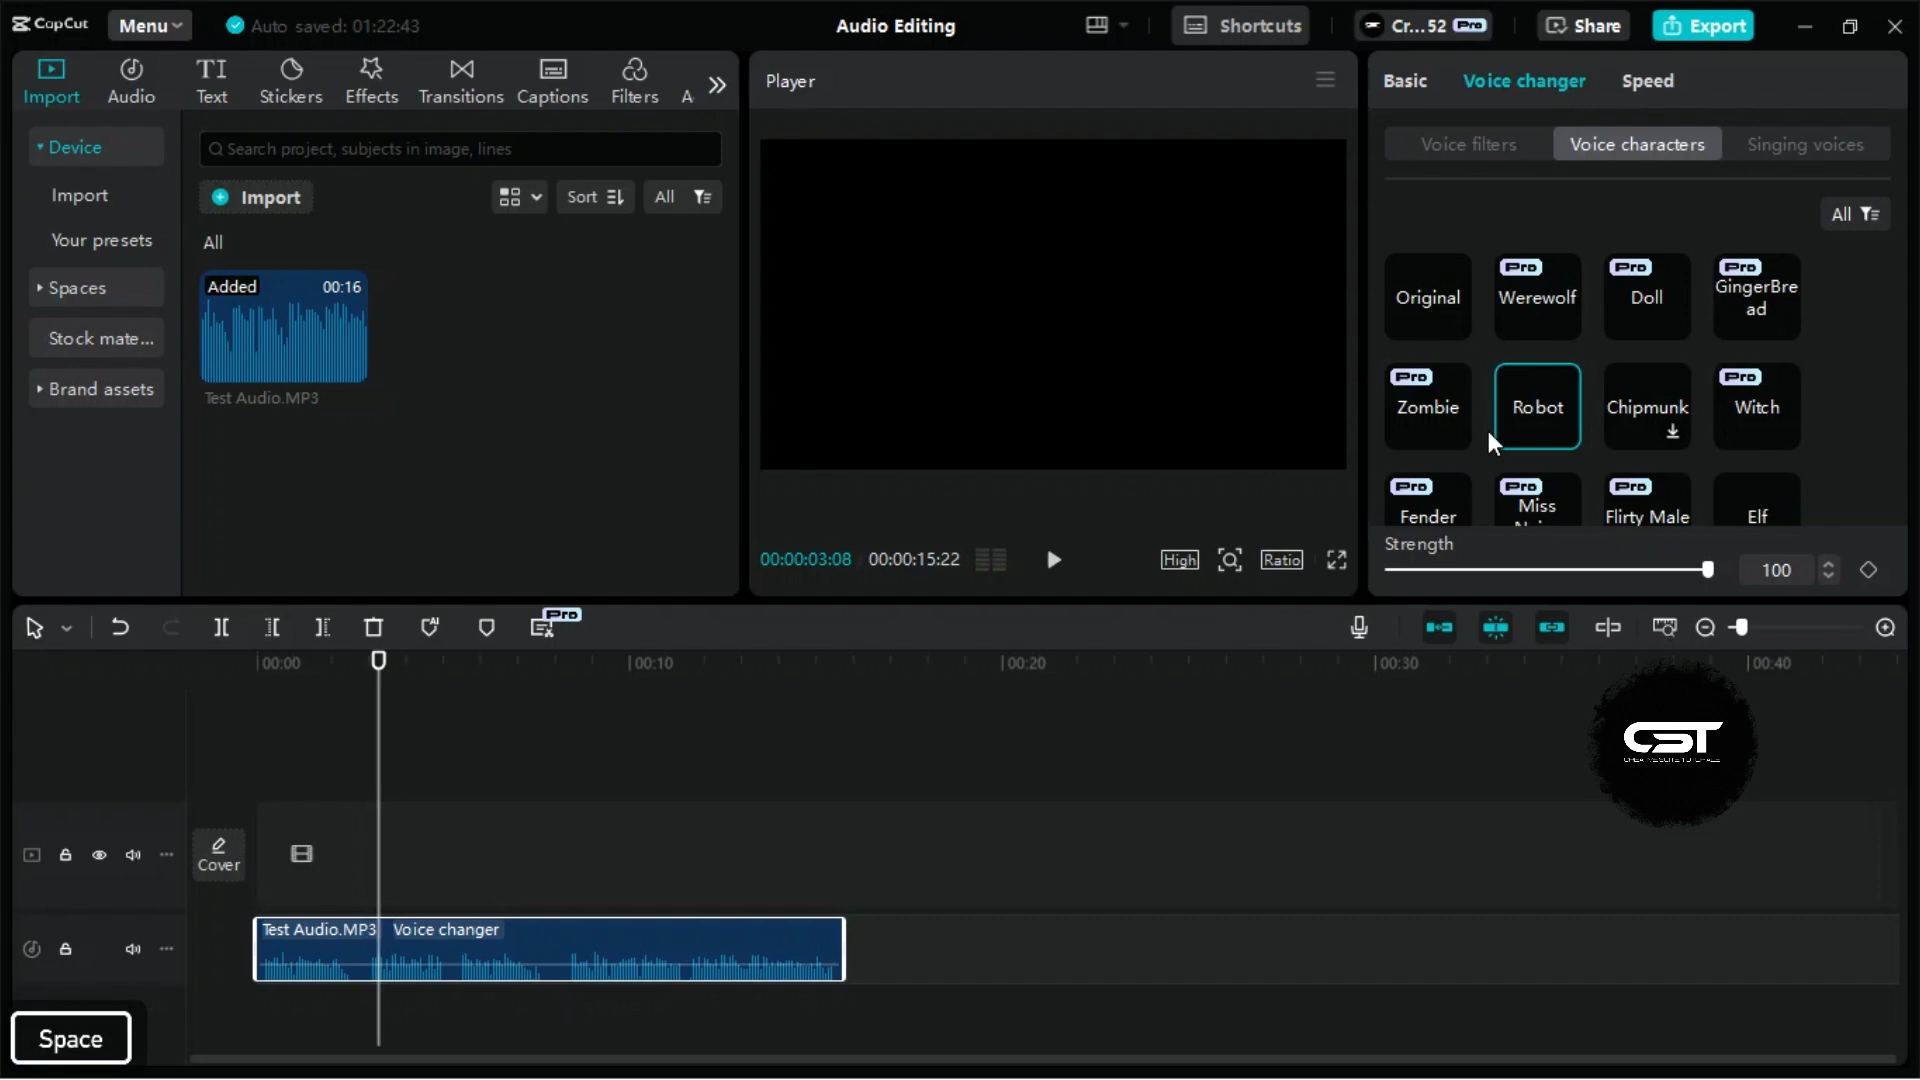 CapCut
Menu
Auto saved: 01:22:43
Audio Editing
Shortcuts
Cr...52 Pro
Share
Export
Import
Audio
TI
Text
Stickers
Effects
Transitions
Captions
Filters
A
Player
Basic
Voice changer
Speed
Device
Import
Your presets
Spaces
Stock mate...
Brand assets
Search project, subjects in image, lines
Import
Sort
All
All
Added
00:16
Test Audio.MP3
Voice filters
Voice characters
Singing voices
All
Original
Pro
Werewolf
Pro
Doll
Pro
GingerBre
ad
Pro
Zombie
Robot
Chipmunk
Pro
Witch
Pro
Fender
Pro
Miss
Pro
Flirty Male
Elf
Strength
100
00:00:03:08
00:00:15:22
High
Ratio
Pro
00:00
00:10
00:20
00:30
00:40
CST
Cover
Test Audio.MP3
Voice changer
Space